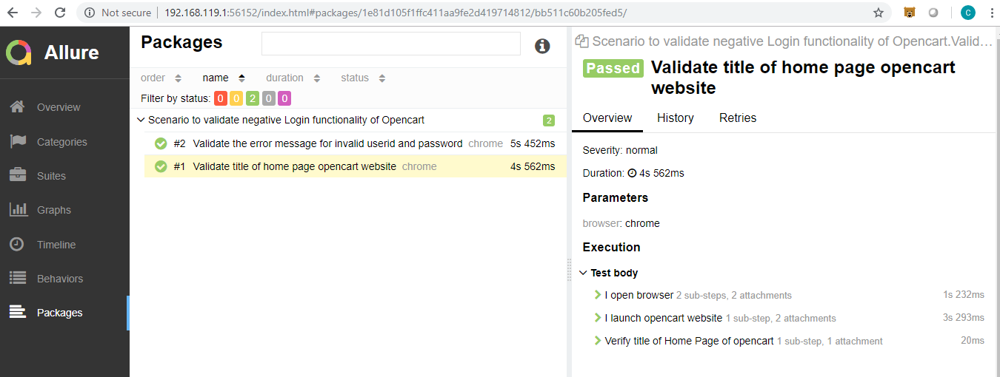 Not secure | 192.168.119.1:56152/index.html#packages/1e81d105f1ffc411aa9fe2d419714812/bb511c60b205fed5/
C
Allure
Overview
Categories
Suites
Graphs
Timeline
Behaviors
Packages
Packages
order name duration status
Filter by status: 0 0 2 0 0
Scenario to validate negative Login functionality of Opencart 2
#2 Validate the error message for invalid userid and password chrome 5s 452ms
#1 Validate title of home page opencart website chrome 4s 562ms
Scenario to validate negative Login functionality of Opencart.Valid…
Passed Validate title of home page opencart
website
Overview History Retries
Severity: normal
Duration: 4s 562ms
Parameters
browser: chrome
Execution
Test body
I open browser 2 sub-steps, 2 attachments 1s 232ms
I launch opencart website 1 sub-step, 2 attachments 3s 293ms
Verify title of Home Page of opencart 1 sub-step, 1 attachment 20ms